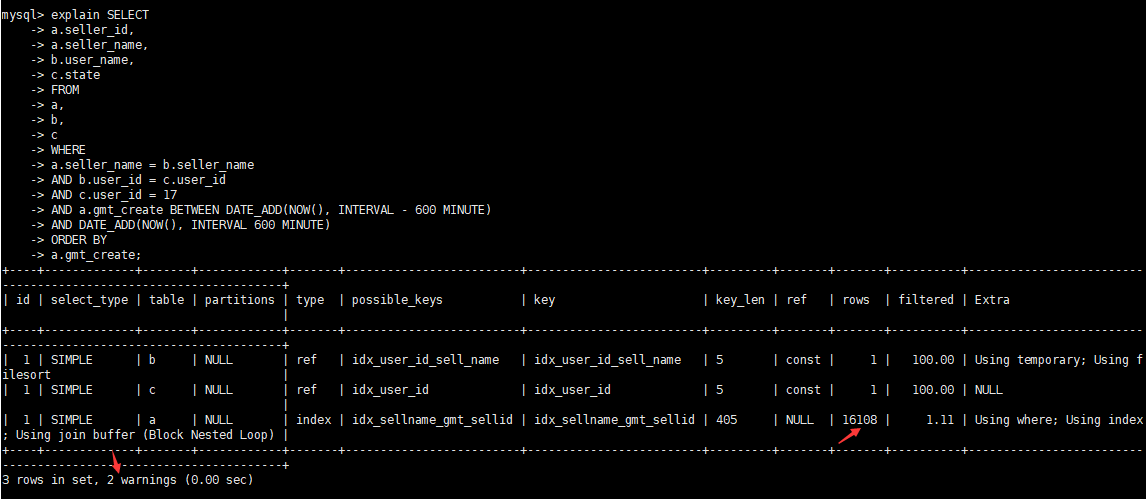 mysql> explain SELECT
    -> a.seller_id,
    -> a.seller_name,
    -> b.user_name,
    -> c.state
    -> FROM
    -> a,
    -> b,
    -> c
    -> WHERE
    -> a.seller_name = b.seller_name
    -> AND b.user_id = c.user_id
    -> AND c.user_id = 17
    -> AND a.gmt_create BETWEEN DATE_ADD(NOW(), INTERVAL - 600 MINUTE)
    -> AND DATE_ADD(NOW(), INTERVAL 600 MINUTE)
    -> ORDER BY
    -> a.gmt_create;
+----+-------------+-------+------------+-------+-------------------------+-------------------------+---------+-------+-------+----------+------------------------
----------------------------------------+
| id | select_type | table | partitions | type  | possible_keys           | key                     | key_len | ref   | rows  | filtered | Extra
                                        |
+----+-------------+-------+------------+-------+-------------------------+-------------------------+---------+-------+-------+----------+------------------------
----------------------------------------+
|  1 | SIMPLE      | b     | NULL       | ref   | idx_user_id_sell_name   | idx_user_id_sell_name   | 5       | const |     1 |   100.00 | Using temporary; Using f
ilesort                                 |
|  1 | SIMPLE      | c     | NULL       | ref   | idx_user_id             | idx_user_id             | 5       | const |     1 |   100.00 | NULL
                                        |
|  1 | SIMPLE      | a     | NULL       | index | idx_sellname_gmt_sellid | idx_sellname_gmt_sellid | 405     | NULL  | 16108 |     1.11 | Using where; Using index
; Using join buffer (Block Nested Loop) |
+----+-------------+-------+------------+-------+-------------------------+-------------------------+---------+-------+-------+----------+------------------------
----------------------------------------+
3 rows in set, 2 warnings (0.00 sec)